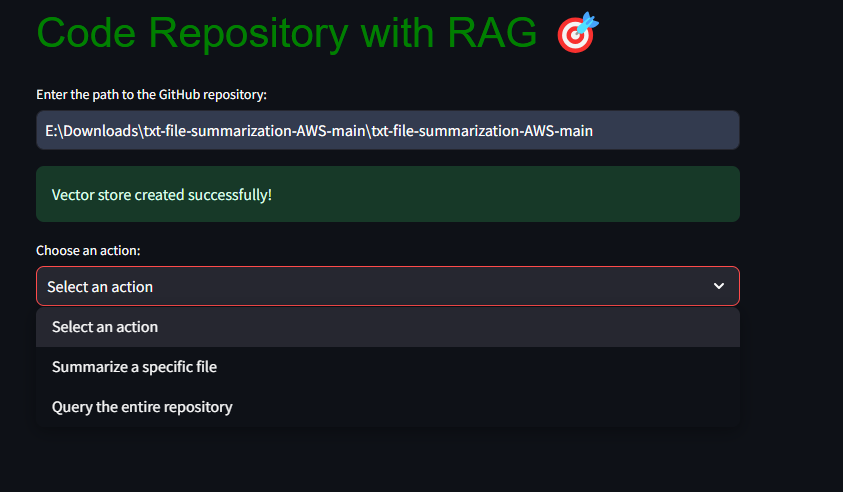 Code Repository with RAG 🎯
Enter the path to the GitHub repository:
E:\Downloads\txt-file-summarization-AWS-main\txt-file-summarization-AWS-main
Vector store created successfully!
Choose an action:
Select an action
Select an action
Summarize a specific file
Query the entire repository